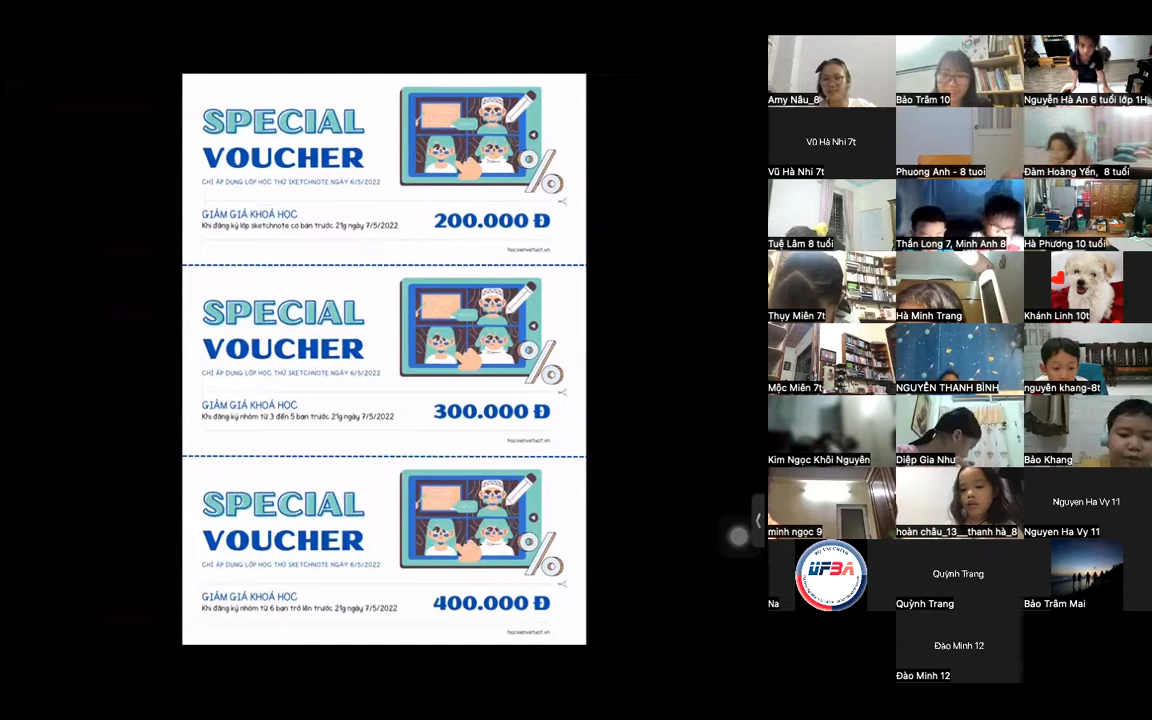 SPECIAL
VOUCHER
CHỈ ÁP DỤNG LỚP HỌC THỬ SKETCHNOTE NGÀY 6/5/2022
GIẢM GIÁ KHOÁ HỌC
Khi đăng ký lớp sketchnote cơ bản trước 21g ngày 7/5/2022
200.000 Đ
hocvienvetuoit.vn
SPECIAL
VOUCHER
CHỈ ÁP DỤNG LỚP HỌC THỬ SKETCHNOTE NGÀY 6/5/2022
GIẢM GIÁ KHOÁ HỌC
Khi đăng ký nhóm từ 3 đến 5 bạn trước 21g ngày 7/5/2022
300.000 Đ
hocvienvetuoit.vn
SPECIAL
VOUCHER
CHỈ ÁP DỤNG LỚP HỌC THỬ SKETCHNOTE NGÀY 6/5/2022
GIẢM GIÁ KHOÁ HỌC
Khi đăng ký nhóm từ 6 bạn trở lên trước 21g ngày 7/5/2022
400.000 Đ
hocvienvetuoit.vn
Amy Nâu_8
Bảo Trâm 10
Nguyễn Hà An 6 tuổi lớp 1H
Vũ Hà Nhi 7t
Vũ Hà Nhi 7t
Phuong Anh - 8 tuoi
Đàm Hoàng Yến, 8 tuổi
Tuệ Lâm 8 tuổi
Thần Long 7, Minh Anh 8
Hà Phương 10 tuổi
Thụy Miên 7t
Hà Minh Trang
Khánh Linh 10t
Mộc Miên 7t
NGUYỄN THANH BÌNH
nguyên khang-8t
Kim Ngọc Khôi Nguyên
Diệp Gia Như
Bảo Khang
minh ngọc 9
hoàn châu_13__thanh hà_8
Nguyen Ha Vy 11
Nguyen Ha Vy 11
UFBA
Na
Quỳnh Trang
Quỳnh Trang
Bảo Trâm Mai
Đào Minh 12
Đào Minh 12